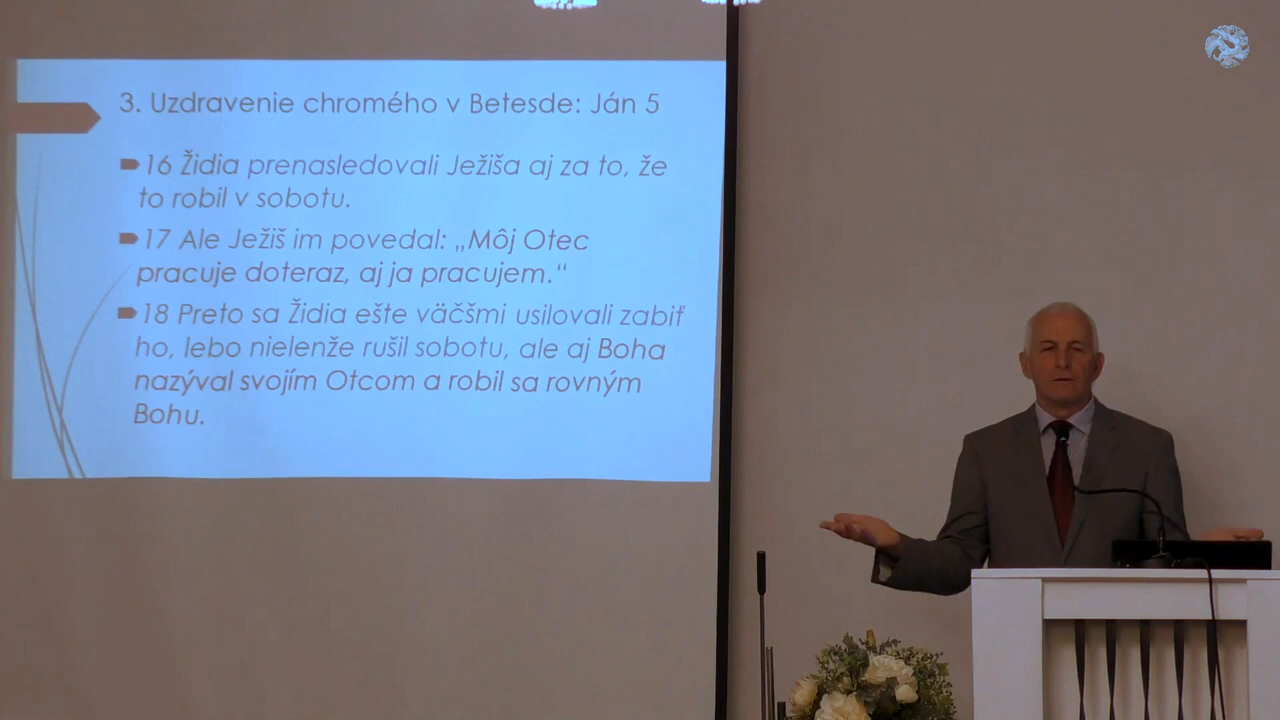 3. Uzdravenie chromého v Betesde: Ján 5
16 Židia prenasledovali Ježiša aj za to, že
to robil v sobotu.
17 Ale Ježiš im povedal: „Môj Otec
pracuje doteraz, aj ja pracujem.“
18 Preto sa Židia ešte väčšmi usilovali zabiť
ho, lebo nielenže rušil sobotu, ale aj Boha
nazýval svojím Otcom a robil sa rovným
Bohu.